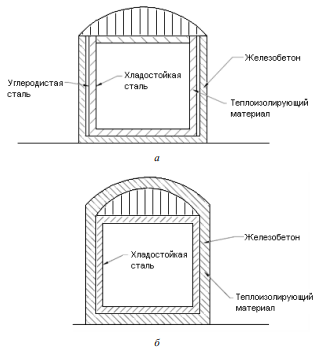 Железобетон
Углеродистая
сталь
Хладостойкая
сталь
Теплоизолирующий
материал
а
Железобетон
Хладостойкая
сталь
Теплоизолирующий
материал
б